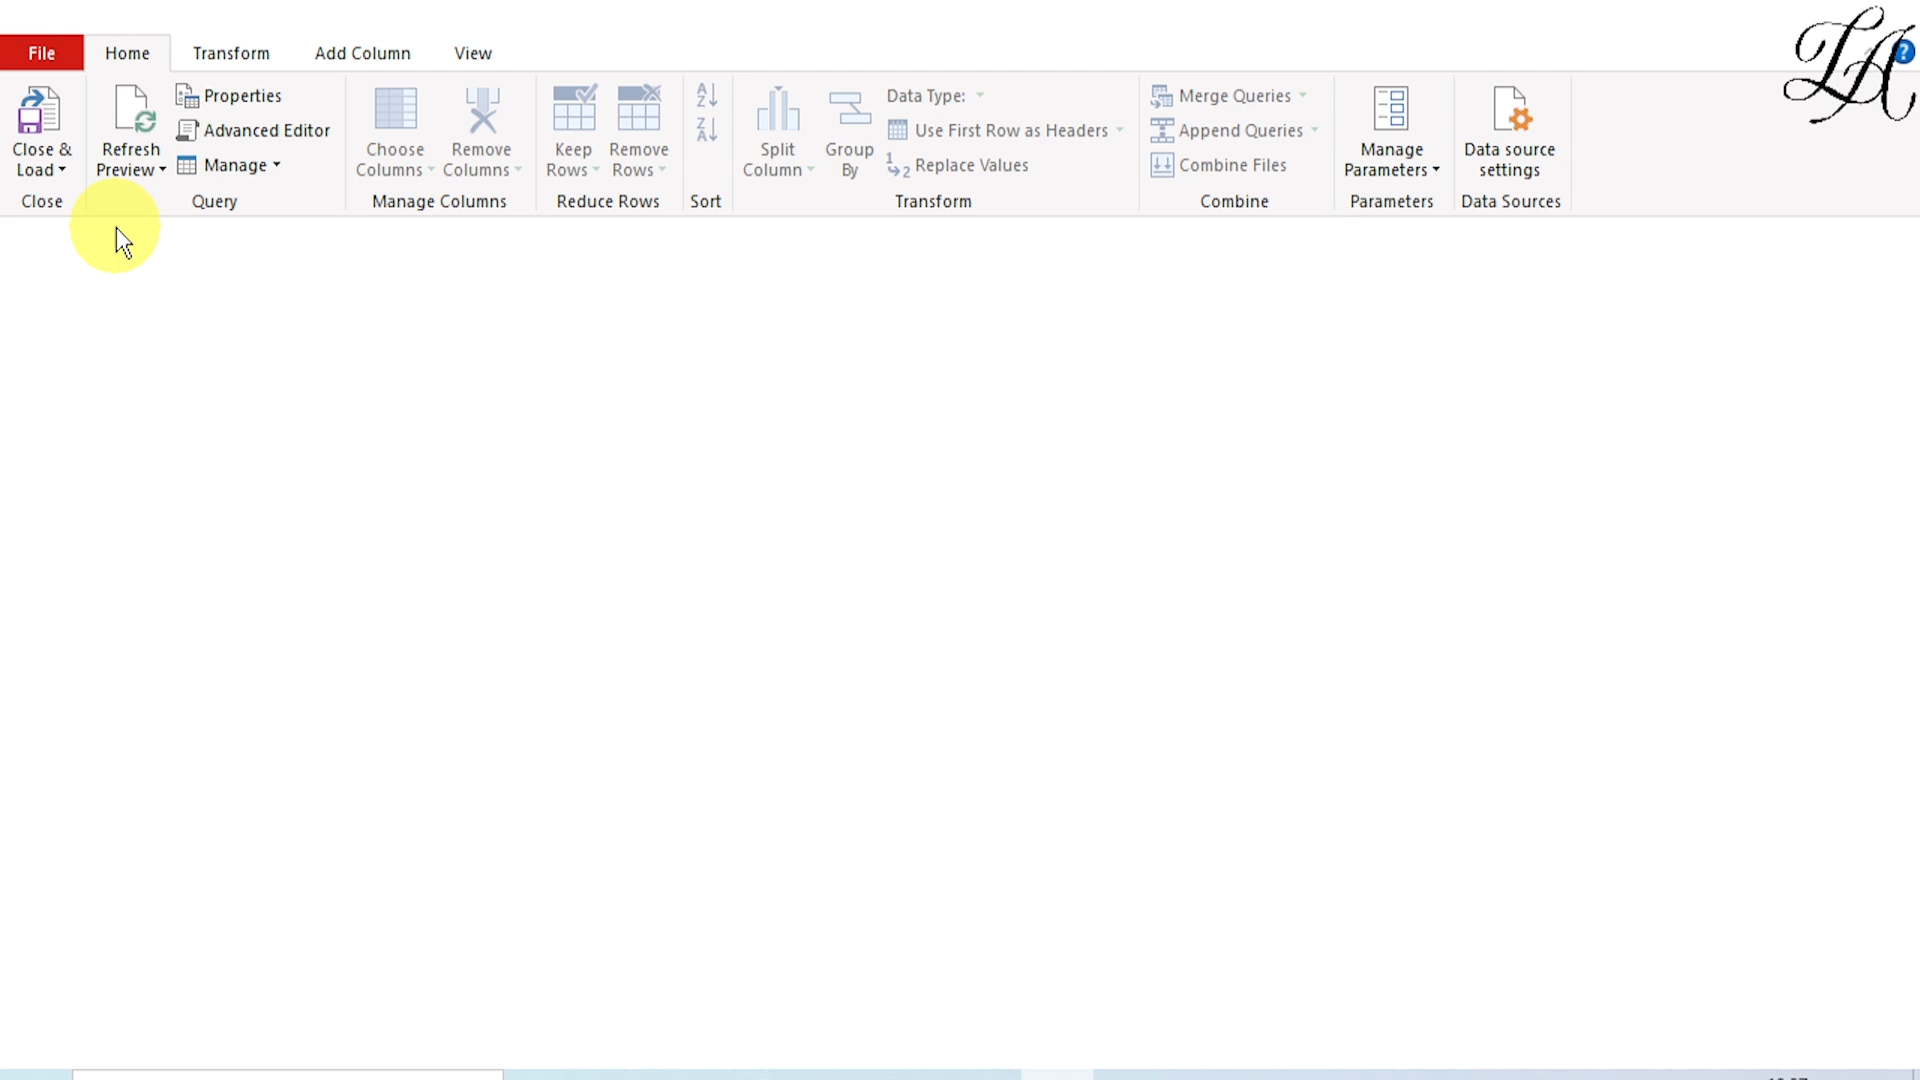 File Home Transform Add Column View
Close & Load
Refresh Preview
Properties
Advanced Editor
Manage
Choose Columns
Remove Columns
Keep Rows
Remove Rows
A Z
Z A
Split Column
Group By
Data Type:
Use First Row as Headers
1 2 Replace Values
Merge Queries
Append Queries
Combine Files
Manage Parameters
Data source settings
Close Query Manage Columns Reduce Rows Sort Transform Combine Parameters Data Sources
LA
?